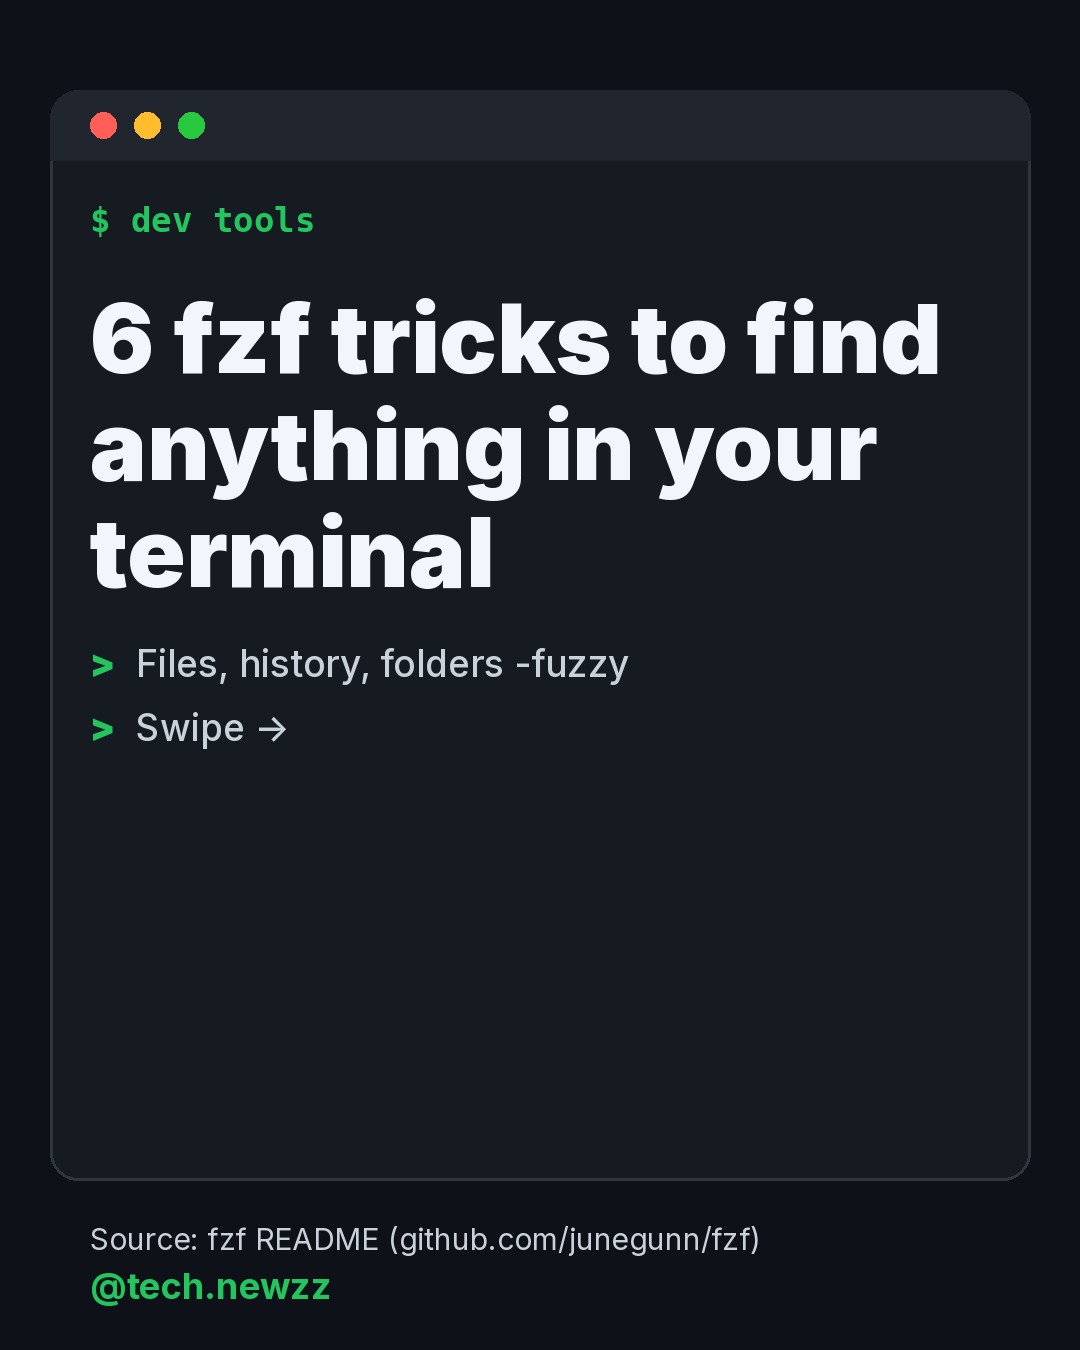 $ dev tools
6 fzf tricks to find
anything in your
terminal
> Files, history, folders -fuzzy
> Swipe →
Source: fzf README (github.com/junegunn/fzf)
@tech.newzz